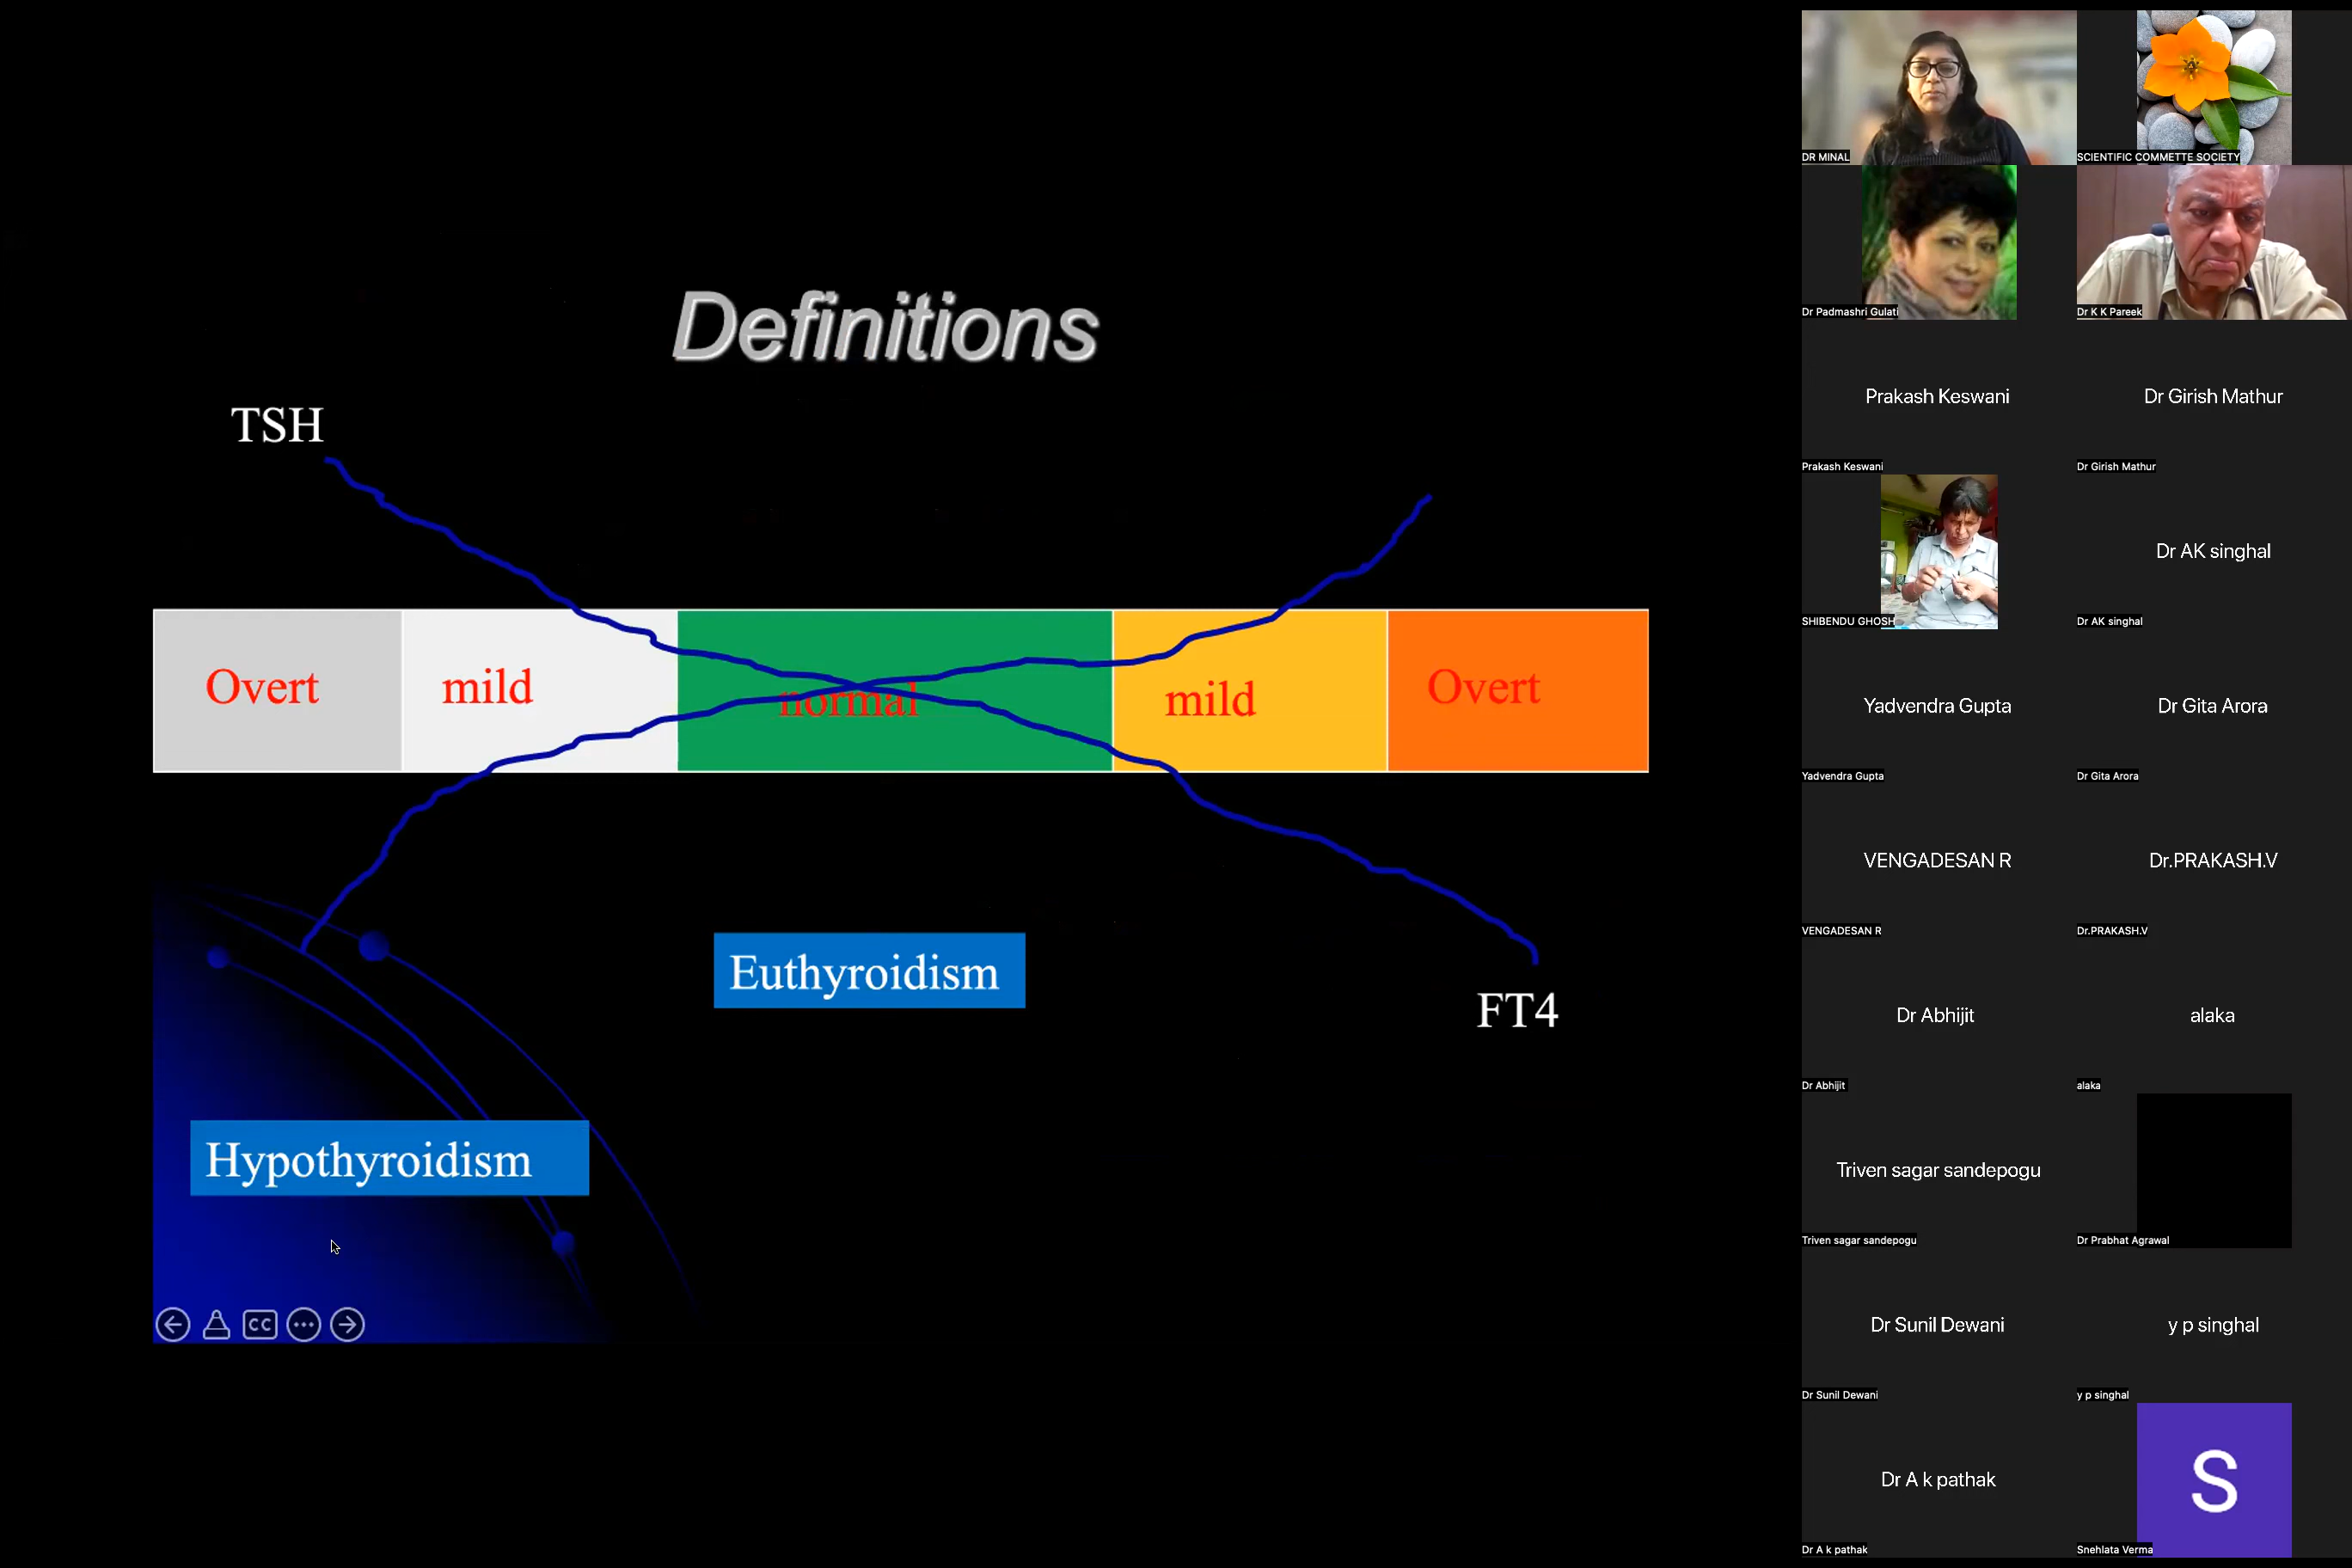 Definitions
TSH
Overt
mild
normal
mild
Overt
Euthyroidism
FT4
Hypothyroidism
CC
DR MINAL
SCIENTIFIC COMMETTE SOCIETY
Dr Padmashri Gulati
Dr K K Pareek
Prakash Keswani
Dr Girish Mathur
Prakash Keswani
Dr Girish Mathur
Dr AK singhal
SHIBENDU GHOSH
Dr AK singhal
Yadvendra Gupta
Dr Gita Arora
Yadvendra Gupta
Dr Gita Arora
VENGADESAN R
Dr.PRAKASH.V
VENGADESAN R
Dr.PRAKASH.V
Dr Abhijit
alaka
Dr Abhijit
alaka
Triven sagar sandepogu
Triven sagar sandepogu
Dr Prabhat Agrawal
Dr Sunil Dewani
y p singhal
Dr Sunil Dewani
y p singhal
Dr A k pathak
S
Dr A k pathak
Snehlata Verma